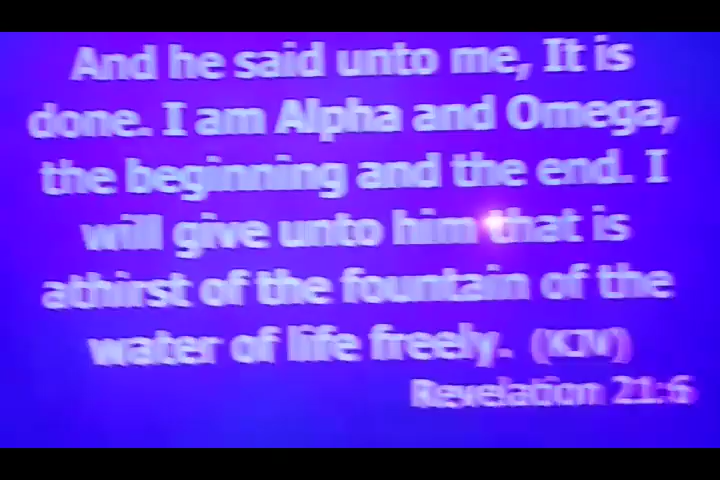 And he said unto me, It is
done. I am Alpha and Omega,
the beginning and the end. I
will give unto him that is
athirst of the fountain of the
water of life freely. (KJV)
Revelation 21:6